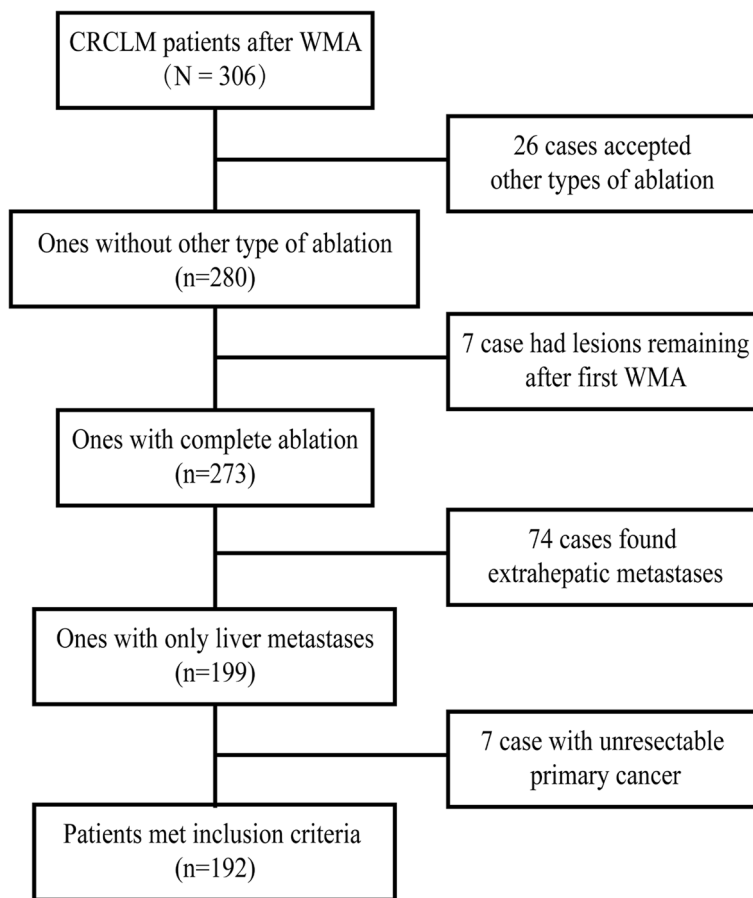 CRCLM patients after WMA
（N = 306）
26 cases accepted
other types of ablation
Ones without other type of ablation
(n=280)
7 case had lesions remaining
after first WMA
Ones with complete ablation
(n=273)
74 cases found
extrahepatic metastases
Ones with only liver metastases
(n=199)
7 case with unresectable
primary cancer
Patients met inclusion criteria
(n=192)